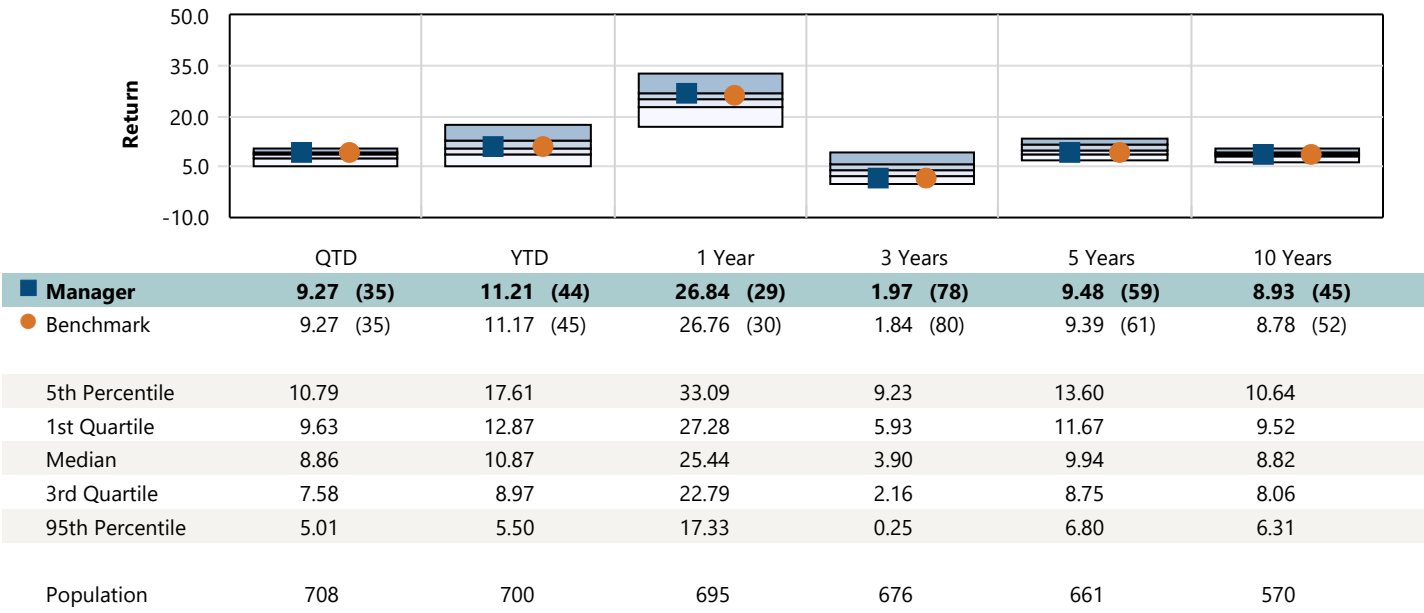 50.0
35.0
20.0
5.0
-10.0
Return
QTD YTD 1 Year 3 Years 5 Years 10 Years
Manager 9.27 (35) 11.21 (44) 26.84 (29) 1.97 (78) 9.48 (59) 8.93 (45)
Benchmark 9.27 (35) 11.17 (45) 26.76 (30) 1.84 (80) 9.39 (61) 8.78 (52)
5th Percentile 10.79 17.61 33.09 9.23 13.60 10.64
1st Quartile 9.63 12.87 27.28 5.93 11.67 9.52
Median 8.86 10.87 25.44 3.90 9.94 8.82
3rd Quartile 7.58 8.97 22.79 2.16 8.75 8.06
95th Percentile 5.01 5.50 17.33 0.25 6.80 6.31
Population 708 700 695 676 661 570